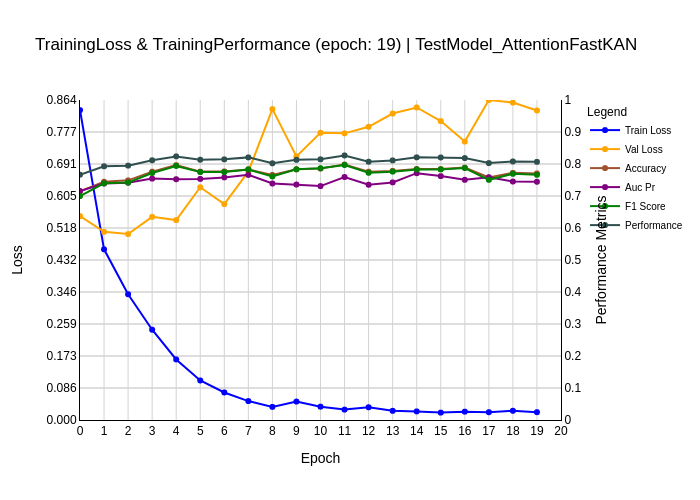 TrainingLoss & TrainingPerformance (epoch: 19) | TestModel_AttentionFastKAN
Legend
Train Loss
Val Loss
Accuracy
Auc Pr
F1 Score
Performance
Loss
0.864
0.777
0.691
0.605
0.518
0.432
0.346
0.259
0.173
0.086
0.000
1
0.9
0.8
0.7
0.6
0.5
0.4
0.3
0.2
0.1
0
Performance Metrics
0 1 2 3 4 5 6 7 8 9 10 11 12 13 14 15 16 17 18 19 20
Epoch